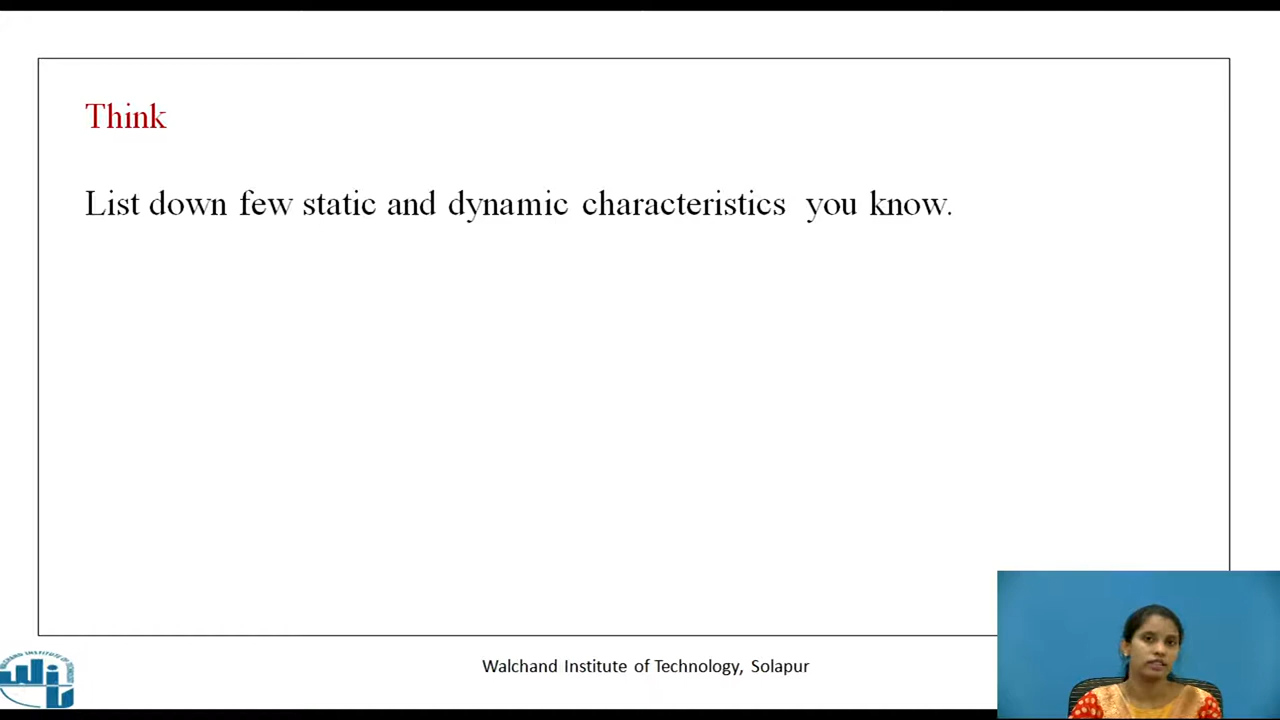 Think
List down few static and dynamic characteristics you know.
Walchand Institute of Technology, Solapur